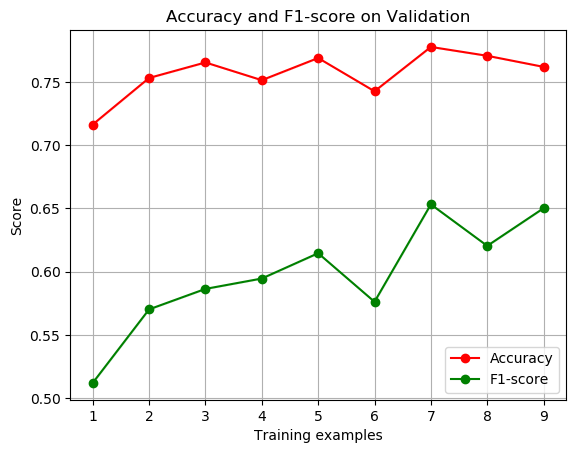 Accuracy and F1-score on Validation
Score
0.75
0.70
0.65
0.60
0.55
0.50
Accuracy
F1-score
1 2 3 4 5 6 7 8 9
Training examples